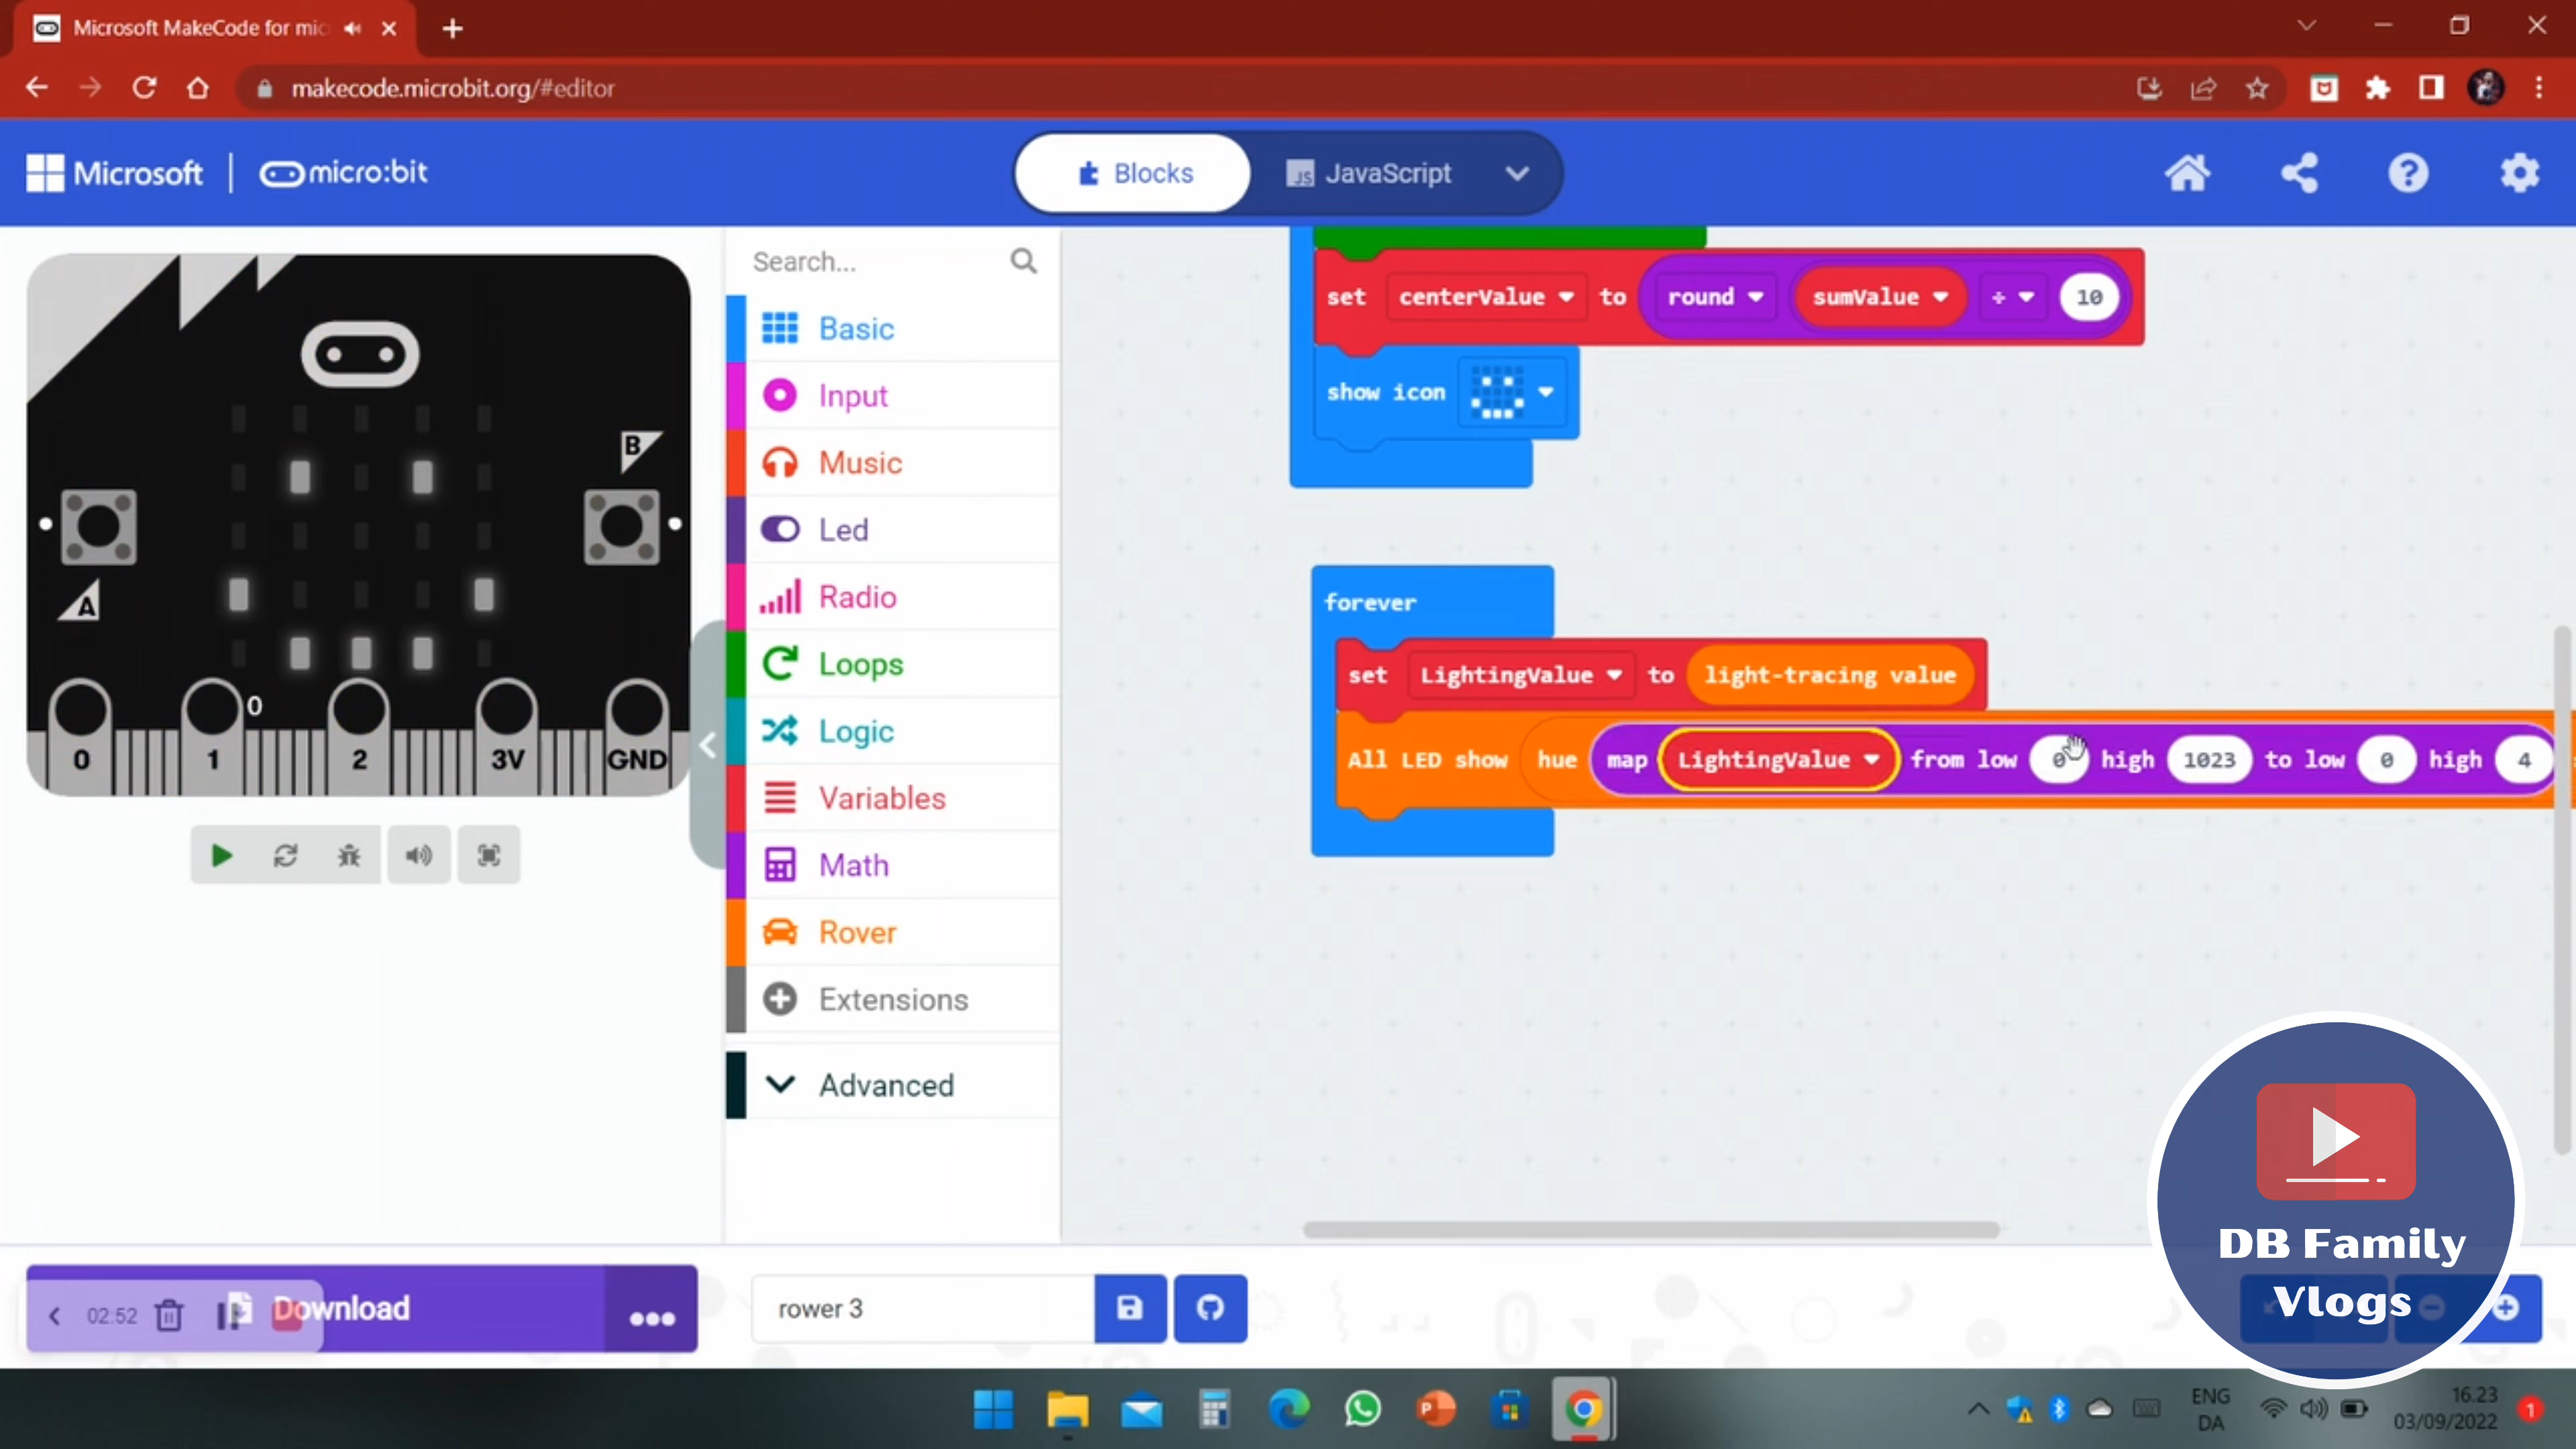 Microsoft MakeCode for mic
makecode.microbit.org/#editor
Microsoft | micro:bit
Blocks
JS JavaScript
B
A
0
0 1 2 3V GND
Search...
Basic
Input
Music
Led
Radio
Loops
Logic
Variables
Math
Rover
Extensions
Advanced
set centerValue to round sumValue ÷ 10
show icon
forever
set LightingValue to light-tracing value
All LED show hue map LightingValue from low 0 high 1023 to low 0 high 4
DB Family
Vlogs
02:52
Download
rower 3
ENG
DA
16.23
03/09/2022
1